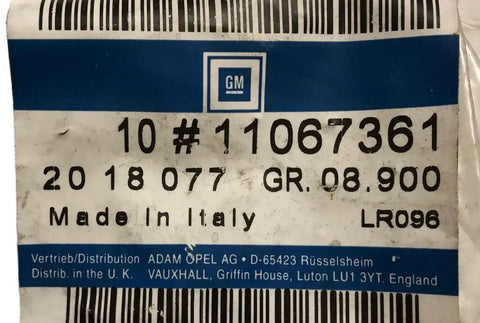 GM
10 # 11067361
20 18 077 GR. 08.900
Made in Italy LR096
Vertrieb/Distribution ADAM OPEL AG • D-65423 Rüsselsheim
Distrib. in the U. K. VAUXHALL, Griffin House, Luton LU1 3YT. England